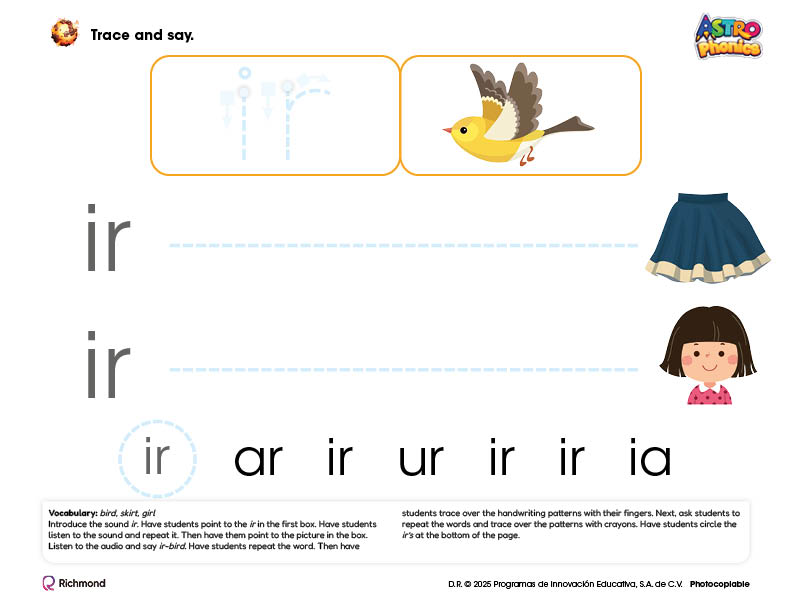 Trace and say.
ASTRO
Phonics
ir
ir
ir
ir ar ir ur ir ir ia
Vocabulary: bird, skirt, girl
Introduce the sound ir. Have students point to the ir in the first box. Have students
listen to the sound and repeat it. Then have them point to the picture in the box.
Listen to the audio and say ir-bird. Have students repeat the word. Then have
students trace over the handwriting patterns with their fingers. Next, ask students to
repeat the words and trace over the patterns with crayons. Have students circle the
ir's at the bottom of the page.
Richmond
D.R. © 2025 Programas de Innovación Educativa, S.A. de C.V. Photocopiable